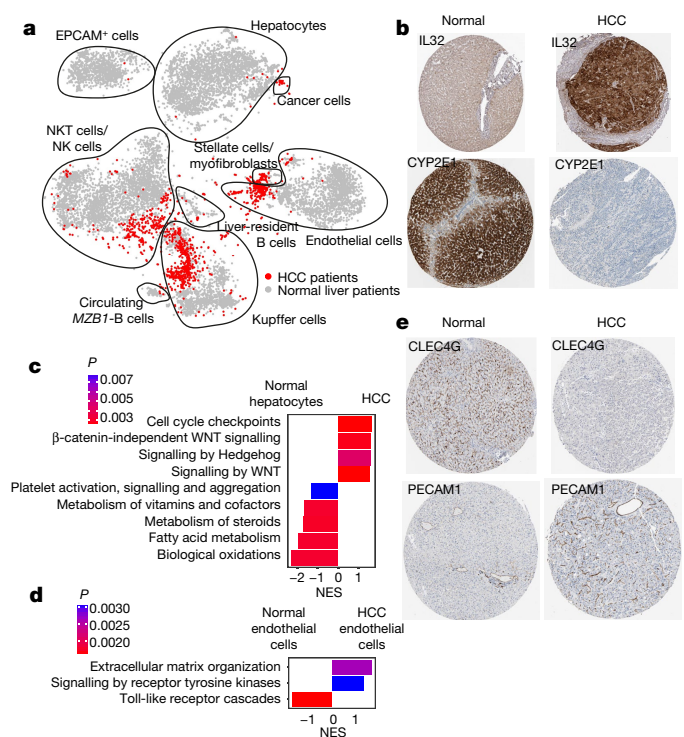 a
EPCAM⁺ cells
Hepatocytes
Cancer cells
NKT cells/
NK cells
Stellate cells/
myofibroblasts
Liver-resident
B cells
Endothelial cells
HCC patients
Normal liver patients
Circulating
MZB1-B cells
Kupffer cells
b
Normal
HCC
IL32
IL32
CYP2E1
CYP2E1
c
P
0.007
0.005
0.003
Normal
hepatocytes
HCC
Cell cycle checkpoints
β-catenin-independent WNT signalling
Signalling by Hedgehog
Signalling by WNT
Platelet activation, signalling and aggregation
Metabolism of vitamins and cofactors
Metabolism of steroids
Fatty acid metabolism
Biological oxidations
−2 −1 0 1
NES
d
P
0.0030
0.0025
0.0020
Normal
endothelial
cells
HCC
endothelial
cells
Extracellular matrix organization
Signalling by receptor tyrosine kinases
Toll-like receptor cascades
−1 0 1
NES
e
Normal
HCC
CLEC4G
CLEC4G
PECAM1
PECAM1